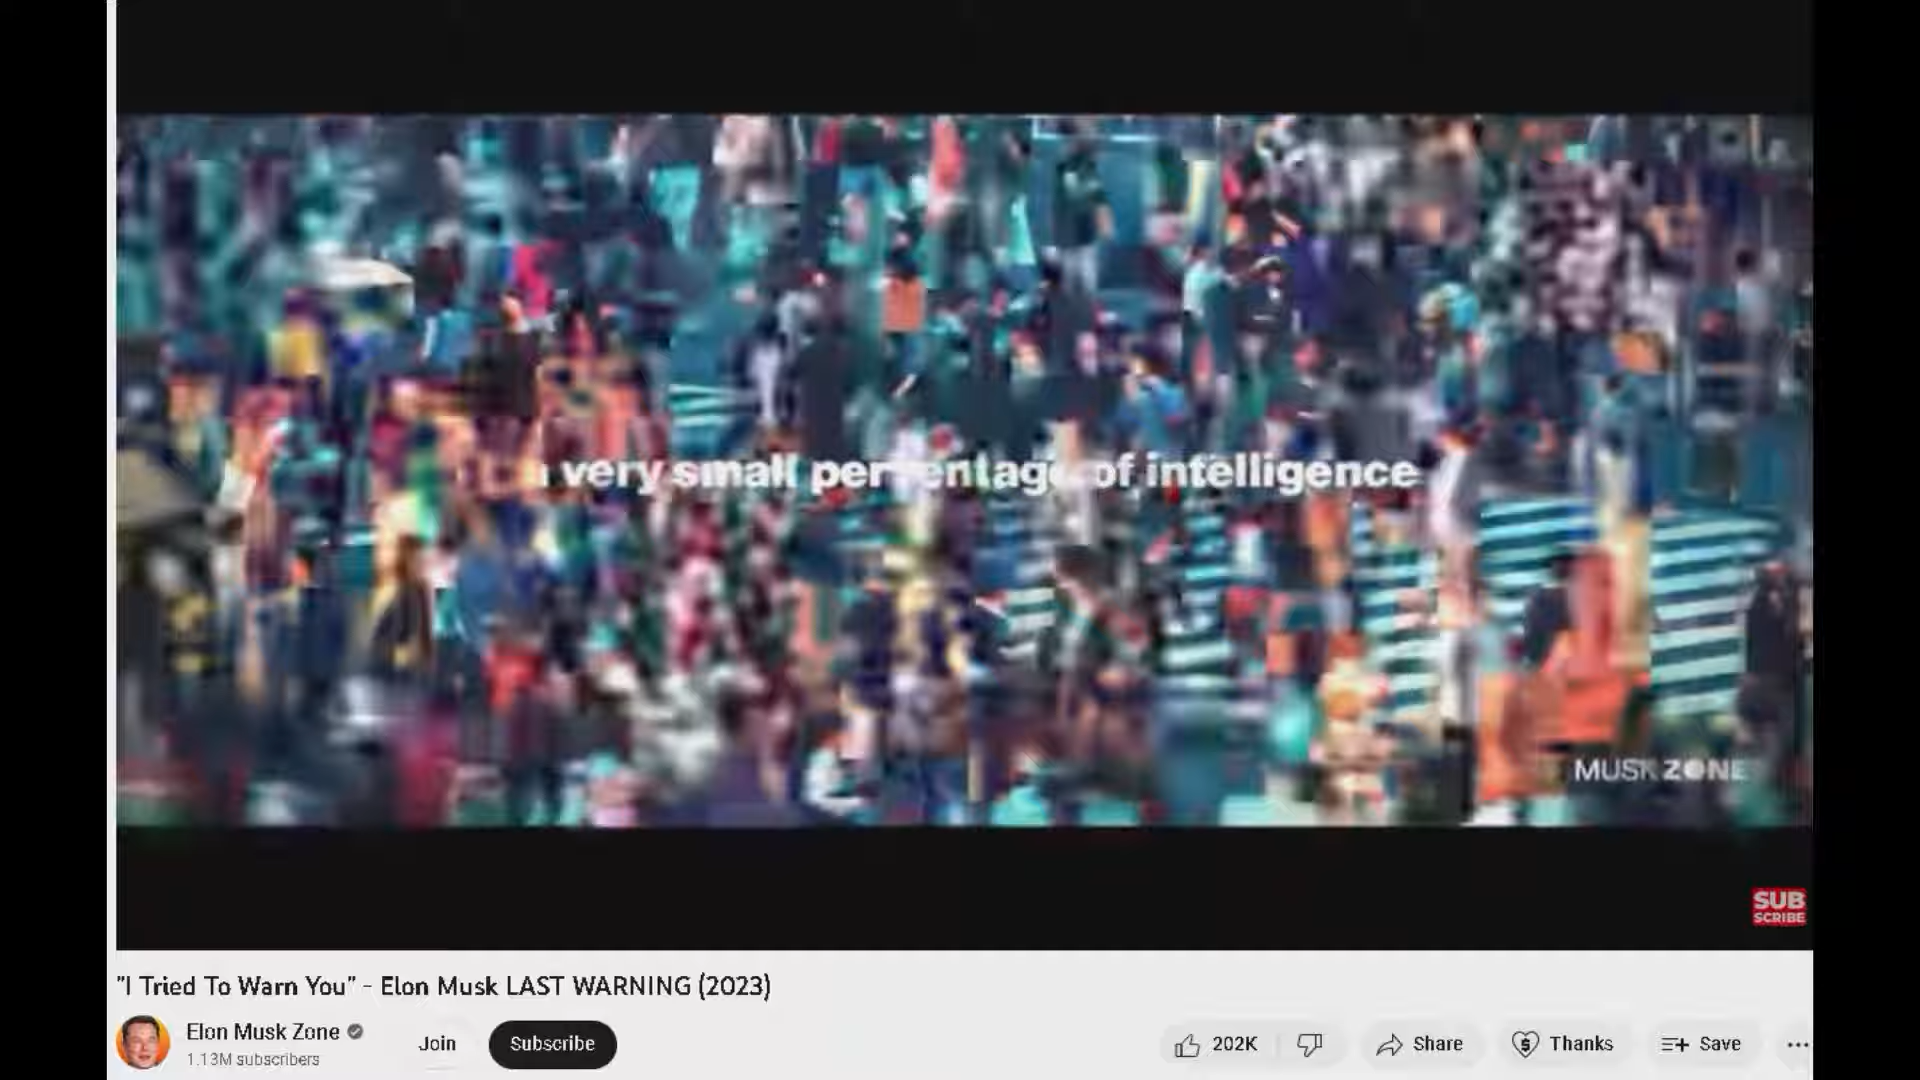 very small percentage of intelligence
MUSK ZONE
SUB
SCRIBE
"I Tried To Warn You" - Elon Musk LAST WARNING (2023)
Elon Musk Zone
1.13M subscribers
Join
Subscribe
202K
Share
Thanks
Save